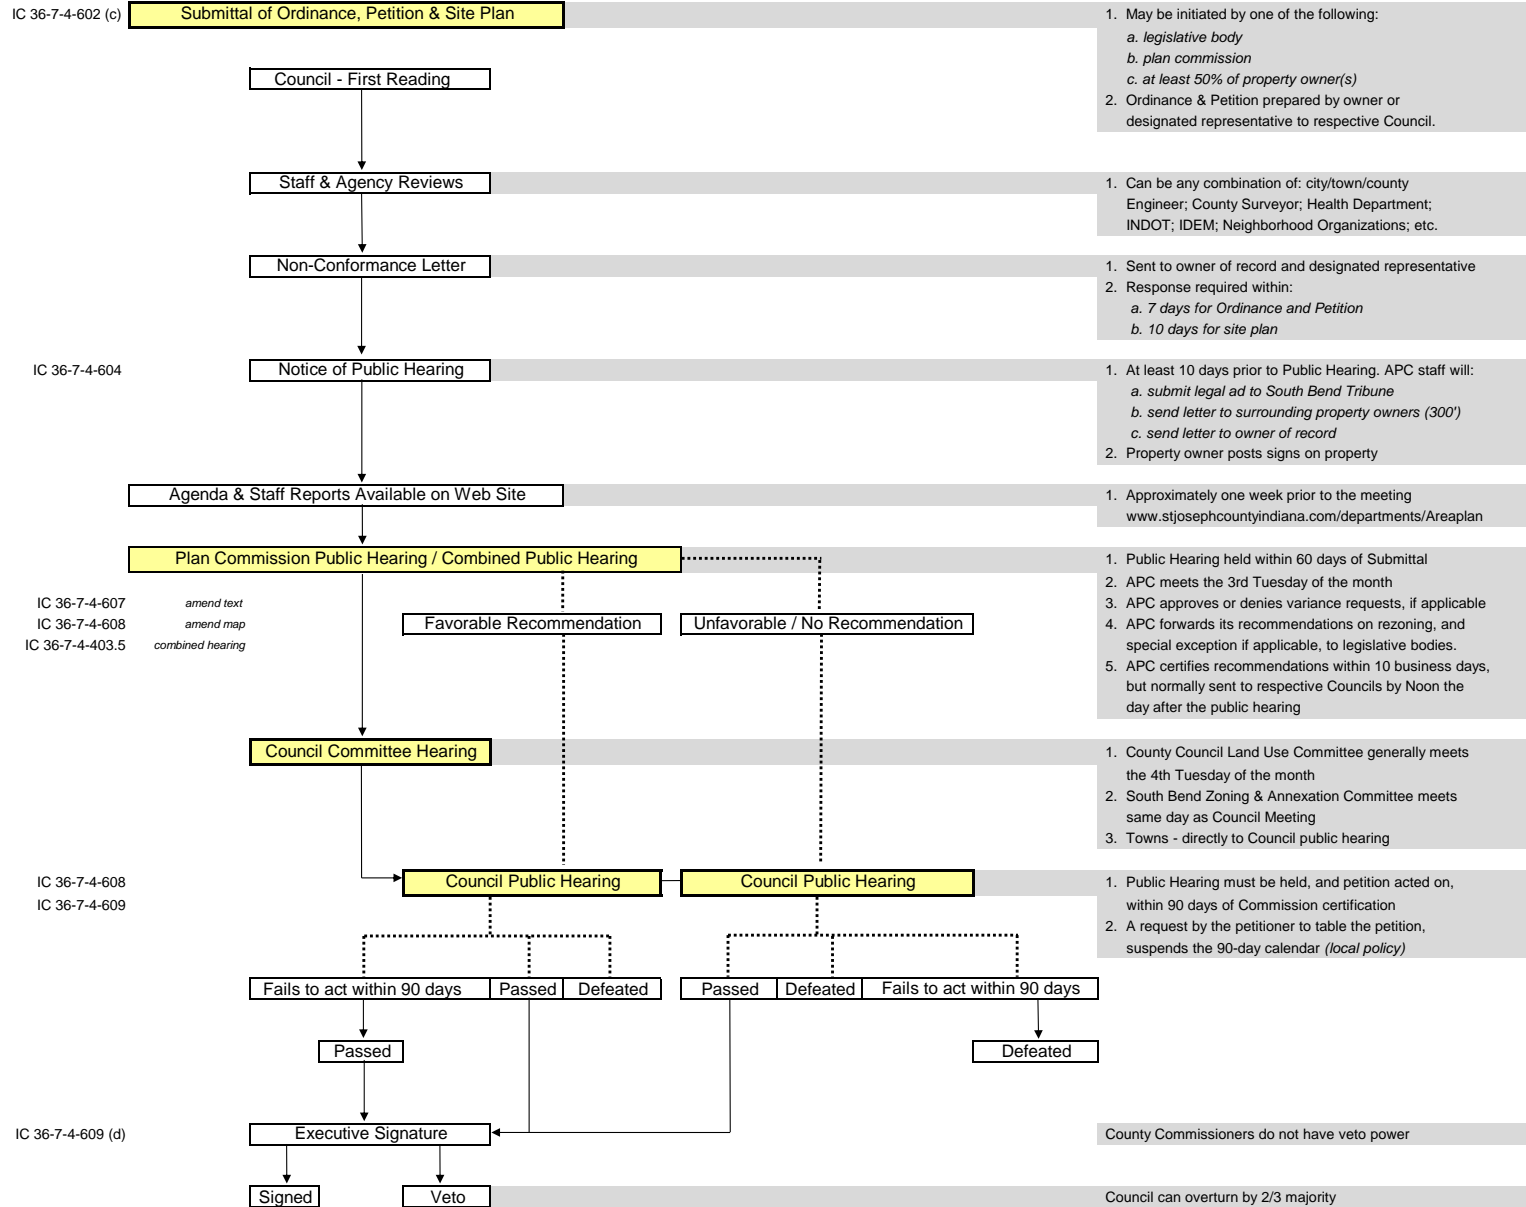 IC 36-7-4-602 (c)
Submittal of Ordinance, Petition & Site Plan
1. May be initiated by one of the following:
a. legislative body
b. plan commission
c. at least 50% of property owner(s)
2. Ordinance & Petition prepared by owner or
designated representative to respective Council.
Council - First Reading
Staff & Agency Reviews
1. Can be any combination of: city/town/county
Engineer; County Surveyor; Health Department;
INDOT; IDEM; Neighborhood Organizations; etc.
Non-Conformance Letter
1. Sent to owner of record and designated representative
2. Response required within:
a. 7 days for Ordinance and Petition
b. 10 days for site plan
IC 36-7-4-604
Notice of Public Hearing
1. At least 10 days prior to Public Hearing. APC staff will:
a. submit legal ad to South Bend Tribune
b. send letter to surrounding property owners (300')
c. send letter to owner of record
2. Property owner posts signs on property
Agenda & Staff Reports Available on Web Site
1. Approximately one week prior to the meeting
www.stjosephcountyindiana.com/departments/Areaplan
Plan Commission Public Hearing / Combined Public Hearing
1. Public Hearing held within 60 days of Submittal
2. APC meets the 3rd Tuesday of the month
3. APC approves or denies variance requests, if applicable
4. APC forwards its recommendations on rezoning, and
special exception if applicable, to legislative bodies.
5. APC certifies recommendations within 10 business days,
but normally sent to respective Councils by Noon the
day after the public hearing
IC 36-7-4-607 amend text
IC 36-7-4-608 amend map
IC 36-7-4-403.5 combined hearing
Favorable Recommendation
Unfavorable / No Recommendation
Council Committee Hearing
1. County Council Land Use Committee generally meets
the 4th Tuesday of the month
2. South Bend Zoning & Annexation Committee meets
same day as Council Meeting
3. Towns - directly to Council public hearing
IC 36-7-4-608
IC 36-7-4-609
Council Public Hearing
Council Public Hearing
1. Public Hearing must be held, and petition acted on,
within 90 days of Commission certification
2. A request by the petitioner to table the petition,
suspends the 90-day calendar (local policy)
Fails to act within 90 days
Passed
Defeated
Passed
Defeated
Fails to act within 90 days
Passed
Defeated
IC 36-7-4-609 (d)
Executive Signature
County Commissioners do not have veto power
Signed
Veto
Council can overturn by 2/3 majority